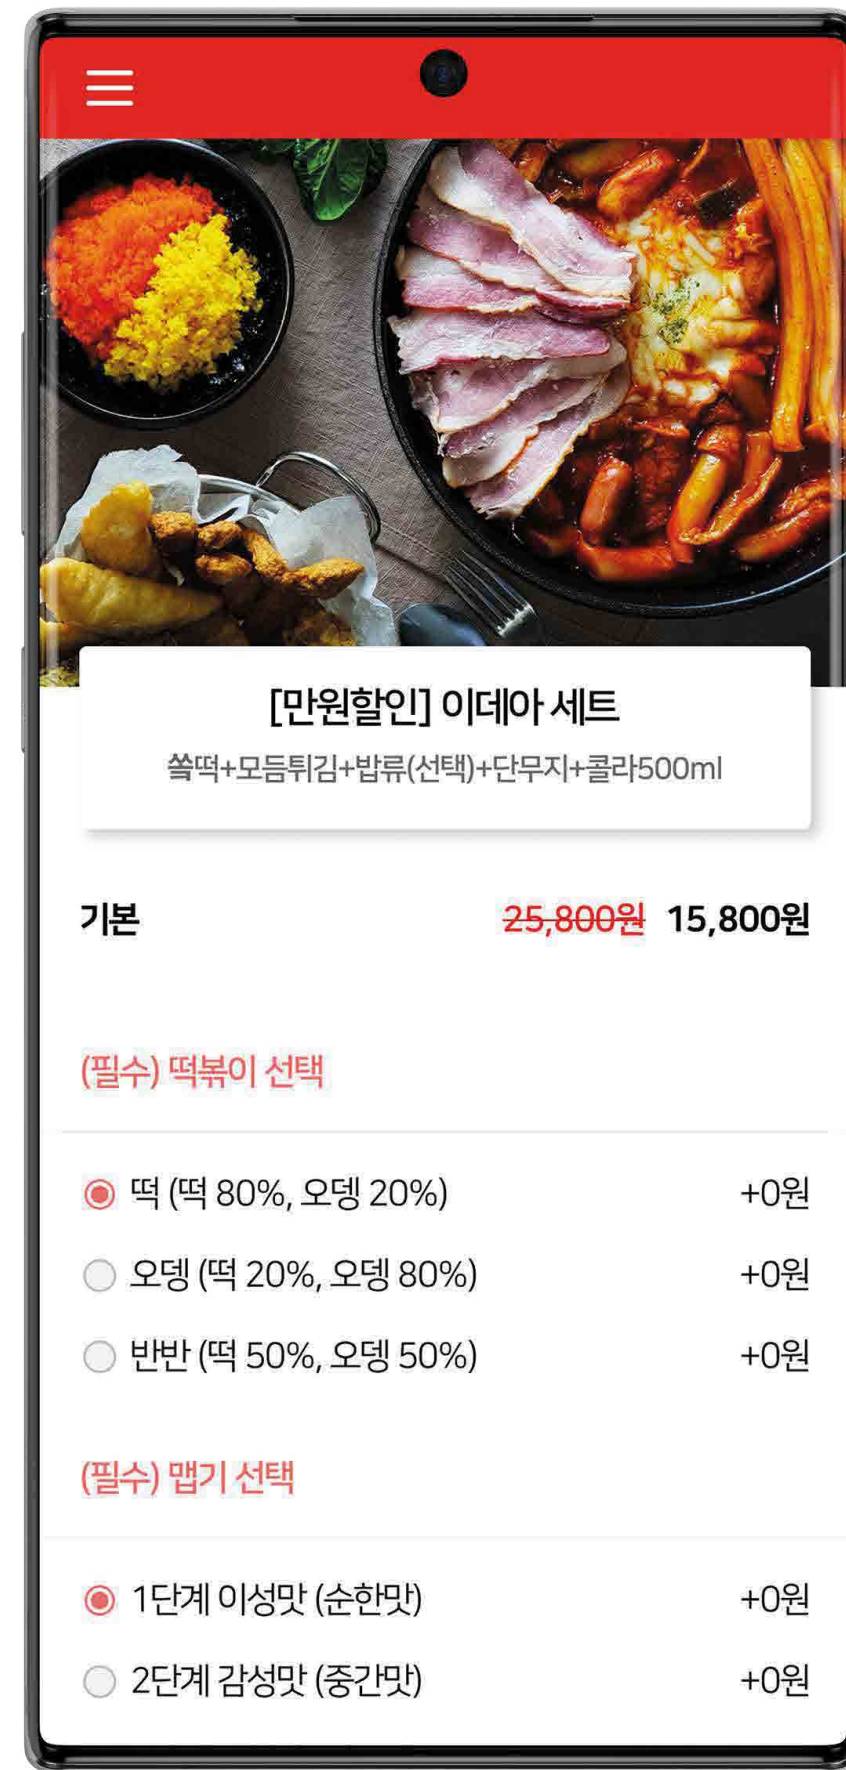 [만원할인] 이데아 세트
쏰떡+모듬튀김+밥류(선택)+단무지+콜라500ml
기본 25,800원 15,800원
(필수) 떡볶이 선택
떡 (떡 80%, 오뎅 20%) +0원
오뎅 (떡 20%, 오뎅 80%) +0원
반반 (떡 50%, 오뎅 50%) +0원
(필수) 맵기 선택
1단계 이성맛 (순한맛) +0원
2단계 감성맛 (중간맛) +0원